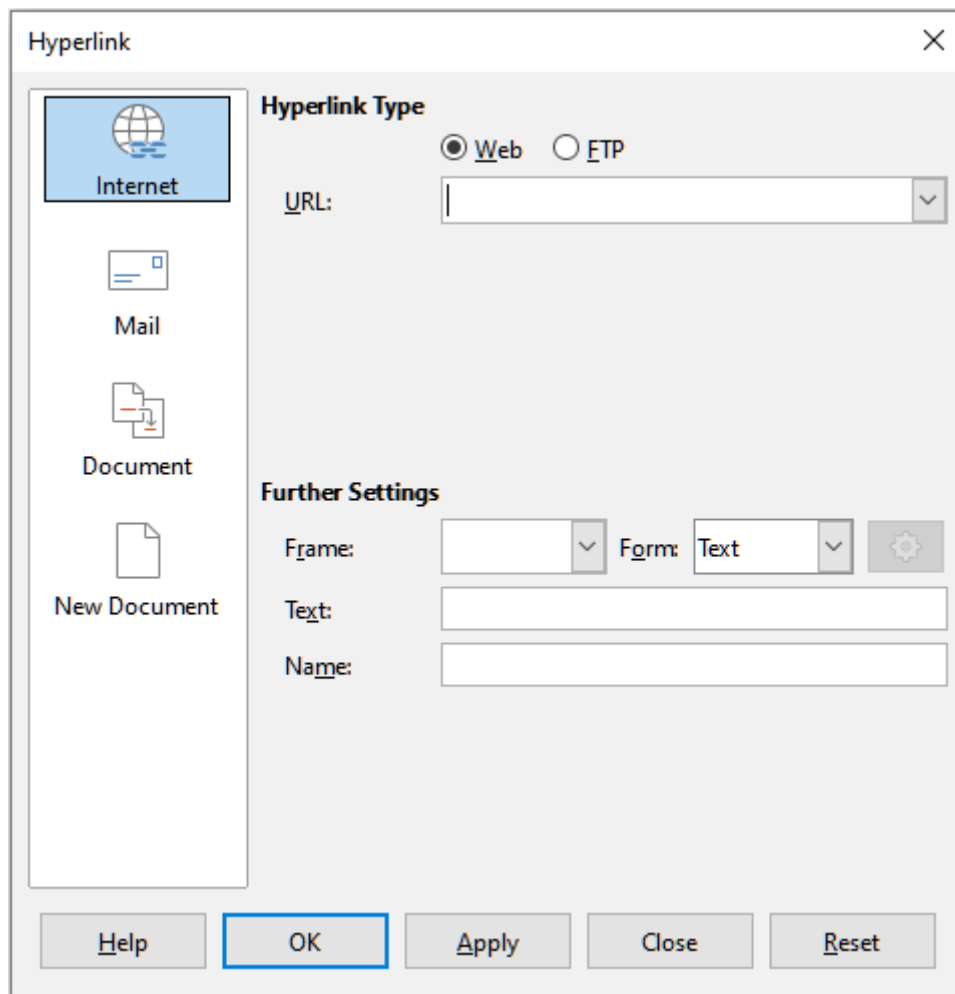 Hyperlink
Internet
Mail
Document
New Document
Hyperlink Type
Web FTP
URL:
Further Settings
Frame: Form: Text
Text:
Name:
Help OK Apply Close Reset